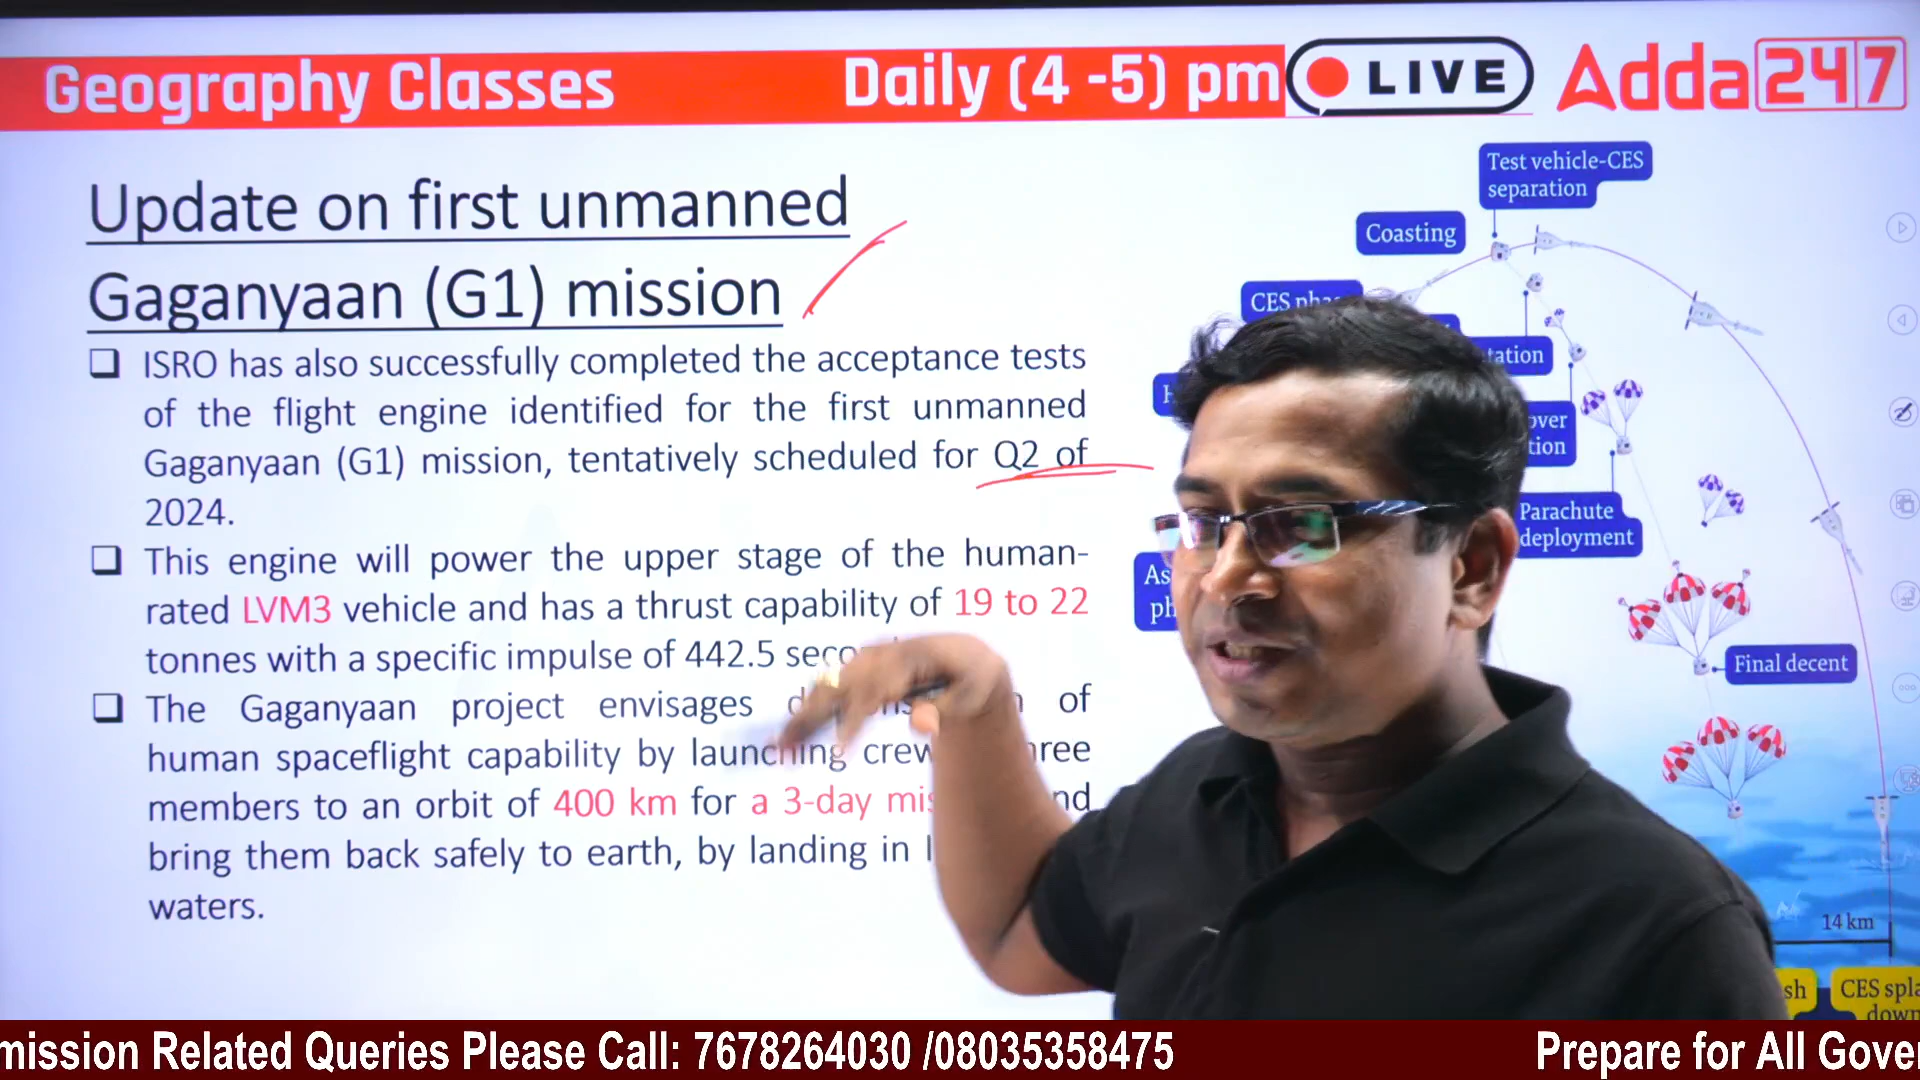 Geography Classes Daily (4 -5) pm LIVE Adda247
Update on first unmanned
Gaganyaan (G1) mission
❑ ISRO has also successfully completed the acceptance tests
of the flight engine identified for the first unmanned
Gaganyaan (G1) mission, tentatively scheduled for Q2 of
2024.
❑ This engine will power the upper stage of the human-
rated LVM3 vehicle and has a thrust capability of 19 to 22
tonnes with a specific impulse of 442.5
❑ The Gaganyaan project envisages of
human spaceflight capability by launching
members to an orbit of 400 km for a 3-day
bring them back safely to earth, by landing in
waters.
Test vehicle-CES
separation
Coasting
CES
Parachute
deployment
Final decent
14 km
CES
down
mission Related Queries Please Call: 7678264030 /08035358475
Prepare for All